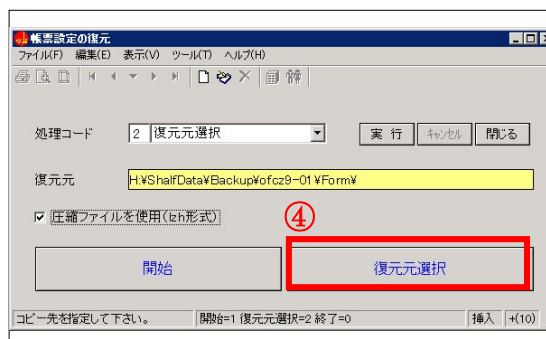 帳票設定の復元
ファイル(F) 編集(E) 表示(V) ツール(T) ヘルプ(H)
処理コード 2 復元元選択 実 行 キャンセル 閉じる
復元元 H:¥ShalfData¥Backup¥ofcz9-01¥Form¥
圧縮ファイルを使用(lzh形式)
④
開始 復元元選択
コピー先を指定して下さい。 開始=1 復元元選択=2 終了=0 挿入 +(10)